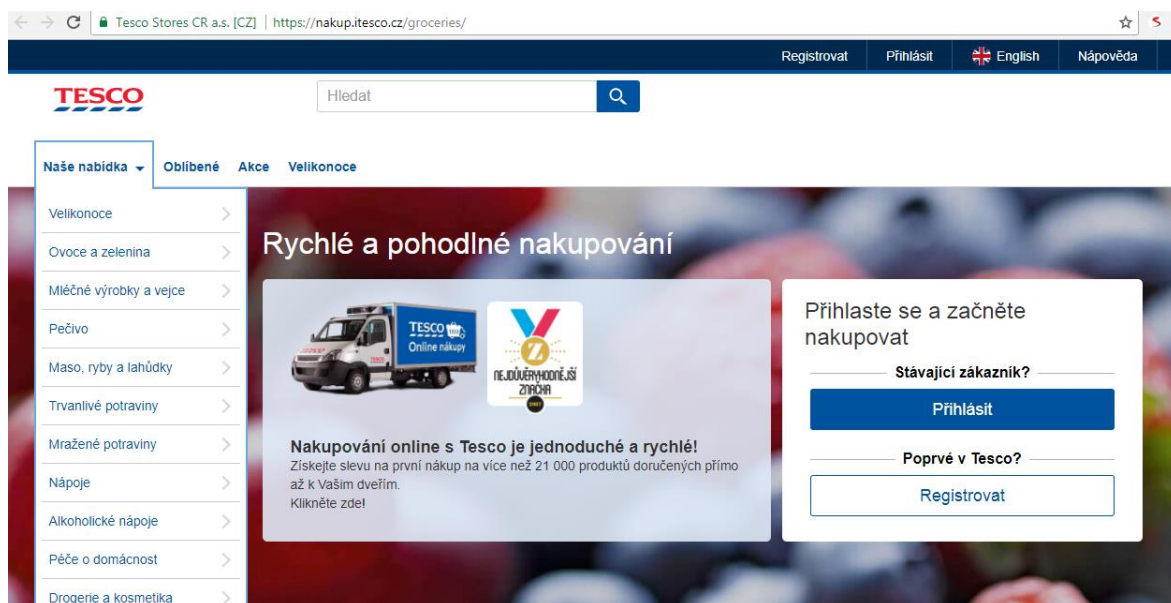 Tesco Stores CR a.s. [CZ] https://nakup.itesco.cz/groceries/
Registrovat Přihlásit English Nápověda
TESCO
Hledat
Naše nabídka Oblíbené Akce Velikonoce
Velikonoce
Ovoce a zelenina
Mléčné výrobky a vejce
Pečivo
Maso, ryby a lahůdky
Trvanlivé potraviny
Mražené potraviny
Nápoje
Alkoholické nápoje
Péče o domácnost
Drogerie a kosmetika
Rychlé a pohodlné nakupování
TESCO
Online nákupy
TESCO
NEJDŮVĚRYHODNĚJŠÍ
ZNAČKA
Nakupování online s Tesco je jednoduché a rychlé!
Získejte slevu na první nákup na více než 21 000 produktů doručených přímo
až k Vašim dveřím.
Klikněte zde!
Přihlaste se a začněte
nakupovat
Stávající zákazník?
Přihlásit
Poprvé v Tesco?
Registrovat